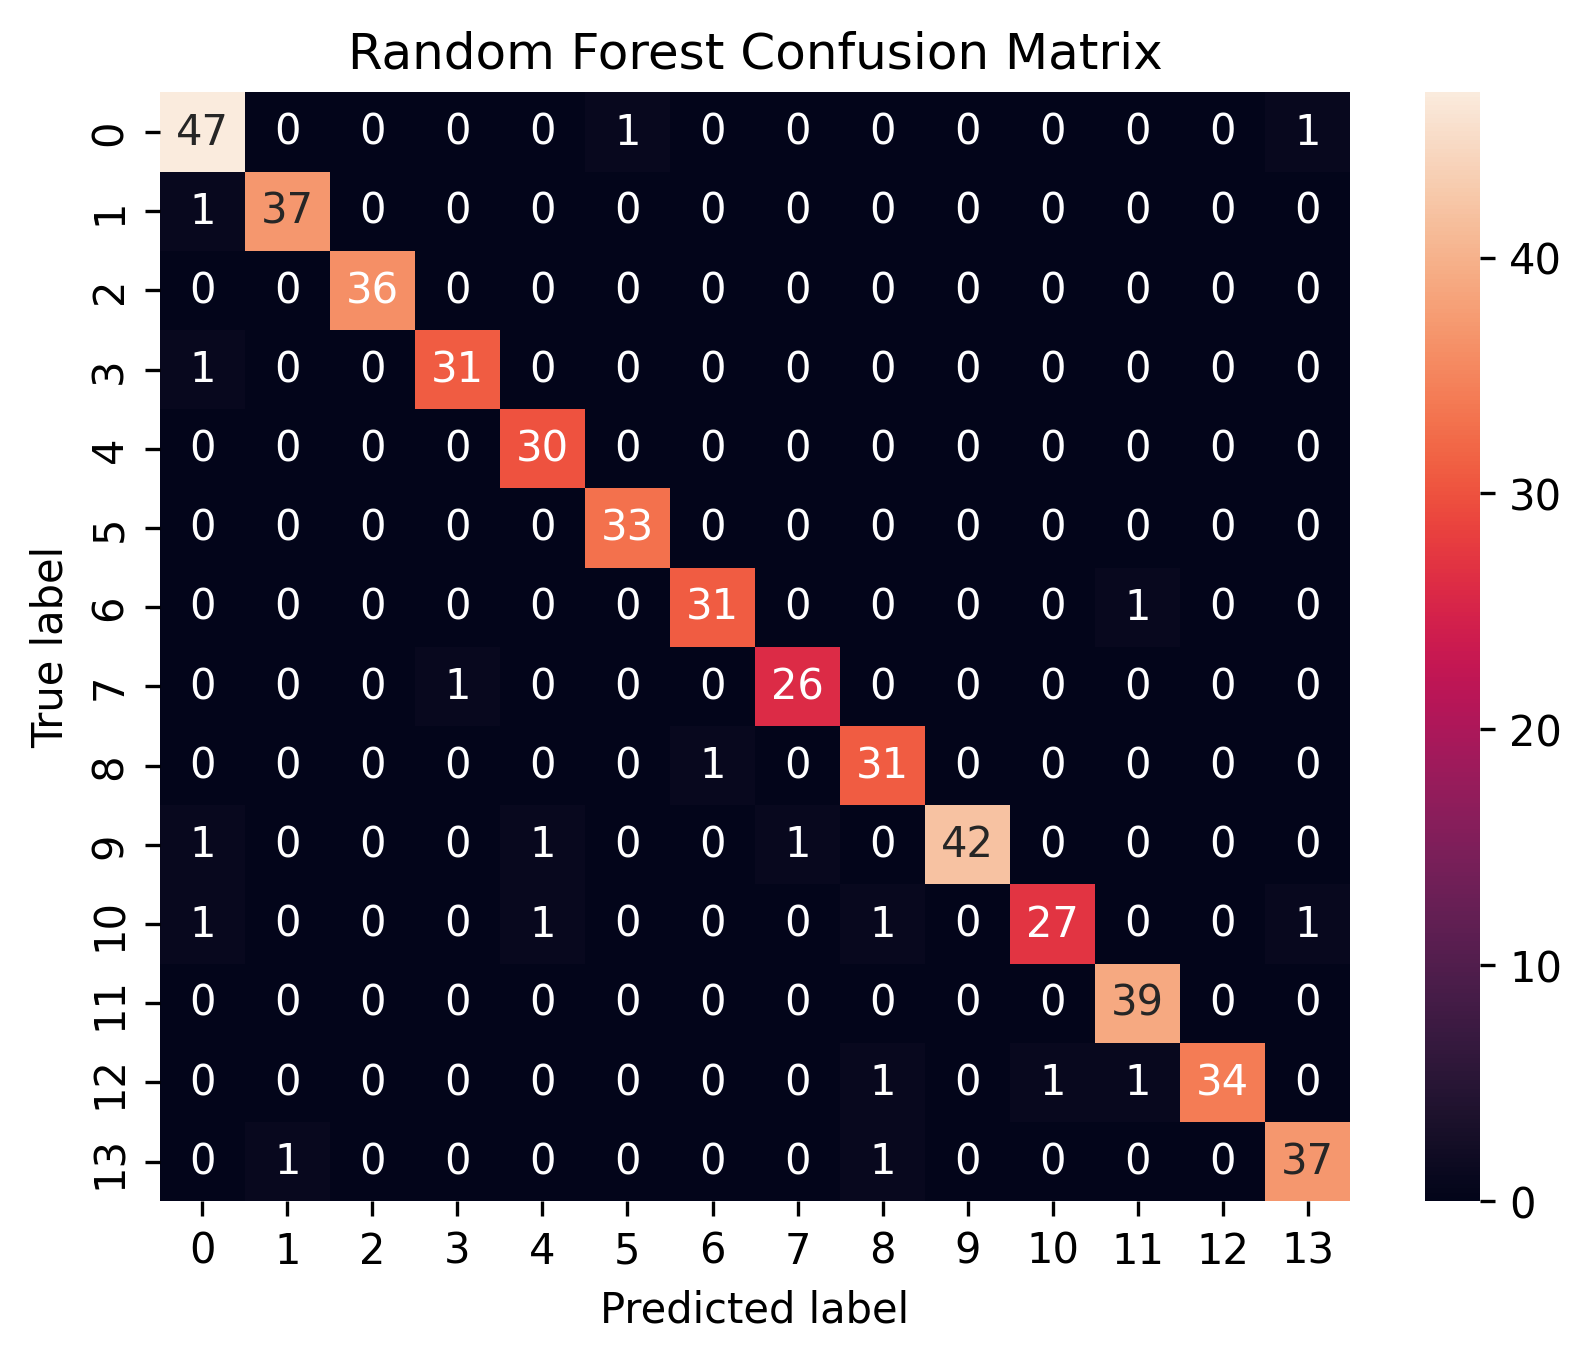 Random Forest Confusion Matrix
0 47 0 0 0 0 1 0 0 0 0 0 0 0 1
1 1 37 0 0 0 0 0 0 0 0 0 0 0 0
2 0 0 36 0 0 0 0 0 0 0 0 0 0 0
3 1 0 0 31 0 0 0 0 0 0 0 0 0 0
4 0 0 0 0 30 0 0 0 0 0 0 0 0 0
5 0 0 0 0 0 33 0 0 0 0 0 0 0 0
6 0 0 0 0 0 0 31 0 0 0 0 1 0 0
7 0 0 0 1 0 0 0 26 0 0 0 0 0 0
8 0 0 0 0 0 0 1 0 31 0 0 0 0 0
9 1 0 0 0 1 0 0 1 0 42 0 0 0 0
10 1 0 0 0 1 0 0 0 1 0 27 0 0 1
11 0 0 0 0 0 0 0 0 0 0 0 39 0 0
12 0 0 0 0 0 0 0 0 1 0 1 1 34 0
13 0 1 0 0 0 0 0 0 1 0 0 0 0 37
0 1 2 3 4 5 6 7 8 9 10 11 12 13
Predicted label
True label
40
30
20
10
0